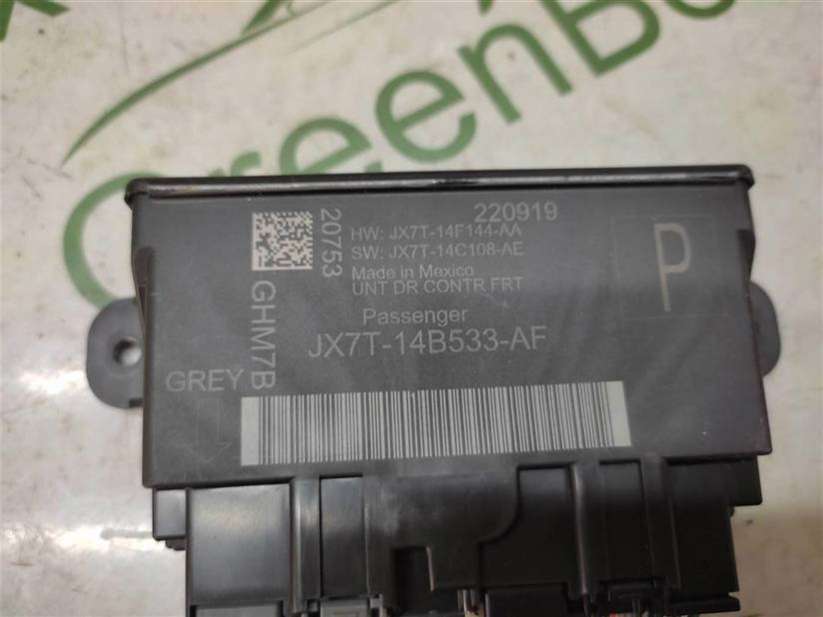 GreenB
220919
HW: JX7T-14F144-AA
SW: JX7T-14C108-AE
Made in Mexico
UNT DR CONTR FRT
Passenger
JX7T-14B533-AF
20753
GHM7B
GREY
P